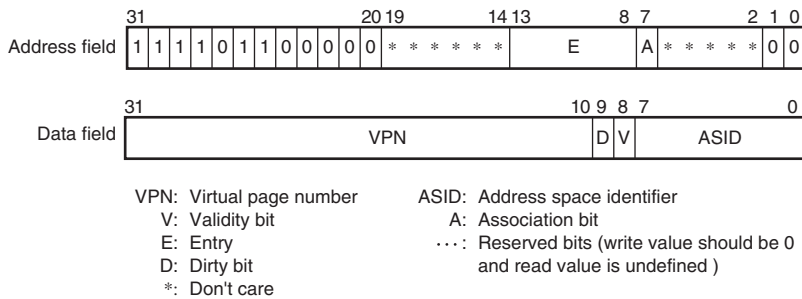 31 20 19 14 13 8 7 2 1 0
Address field 1 1 1 1 0 1 1 0 0 0 0 0 * * * * * * E A * * * * * 0 0
31 10 9 8 7 0
Data field VPN D V ASID
VPN: Virtual page number ASID: Address space identifier
V: Validity bit A: Association bit
E: Entry ···: Reserved bits (write value should be 0
D: Dirty bit and read value is undefined )
*: Don't care